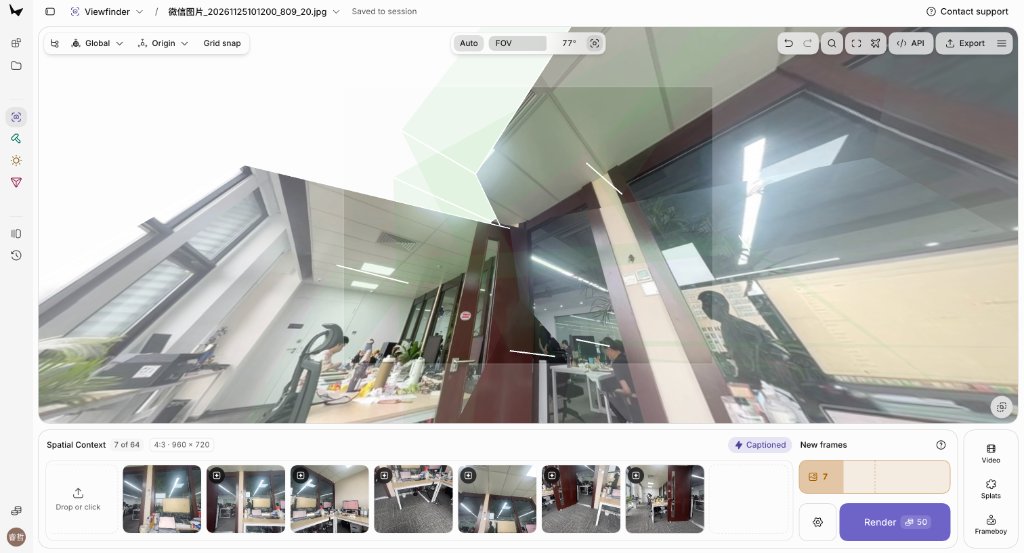 Viewfinder / 微信图片_20261125101200_809_20.jpg Saved to session Contact support
Global Origin Grid snap Auto FOV 77° API Export
Spatial Context 7 of 64 4:3 · 960 × 720 Captioned New frames
Drop or click
7
Render 50
Video
Splats
Frameboy
睿哲